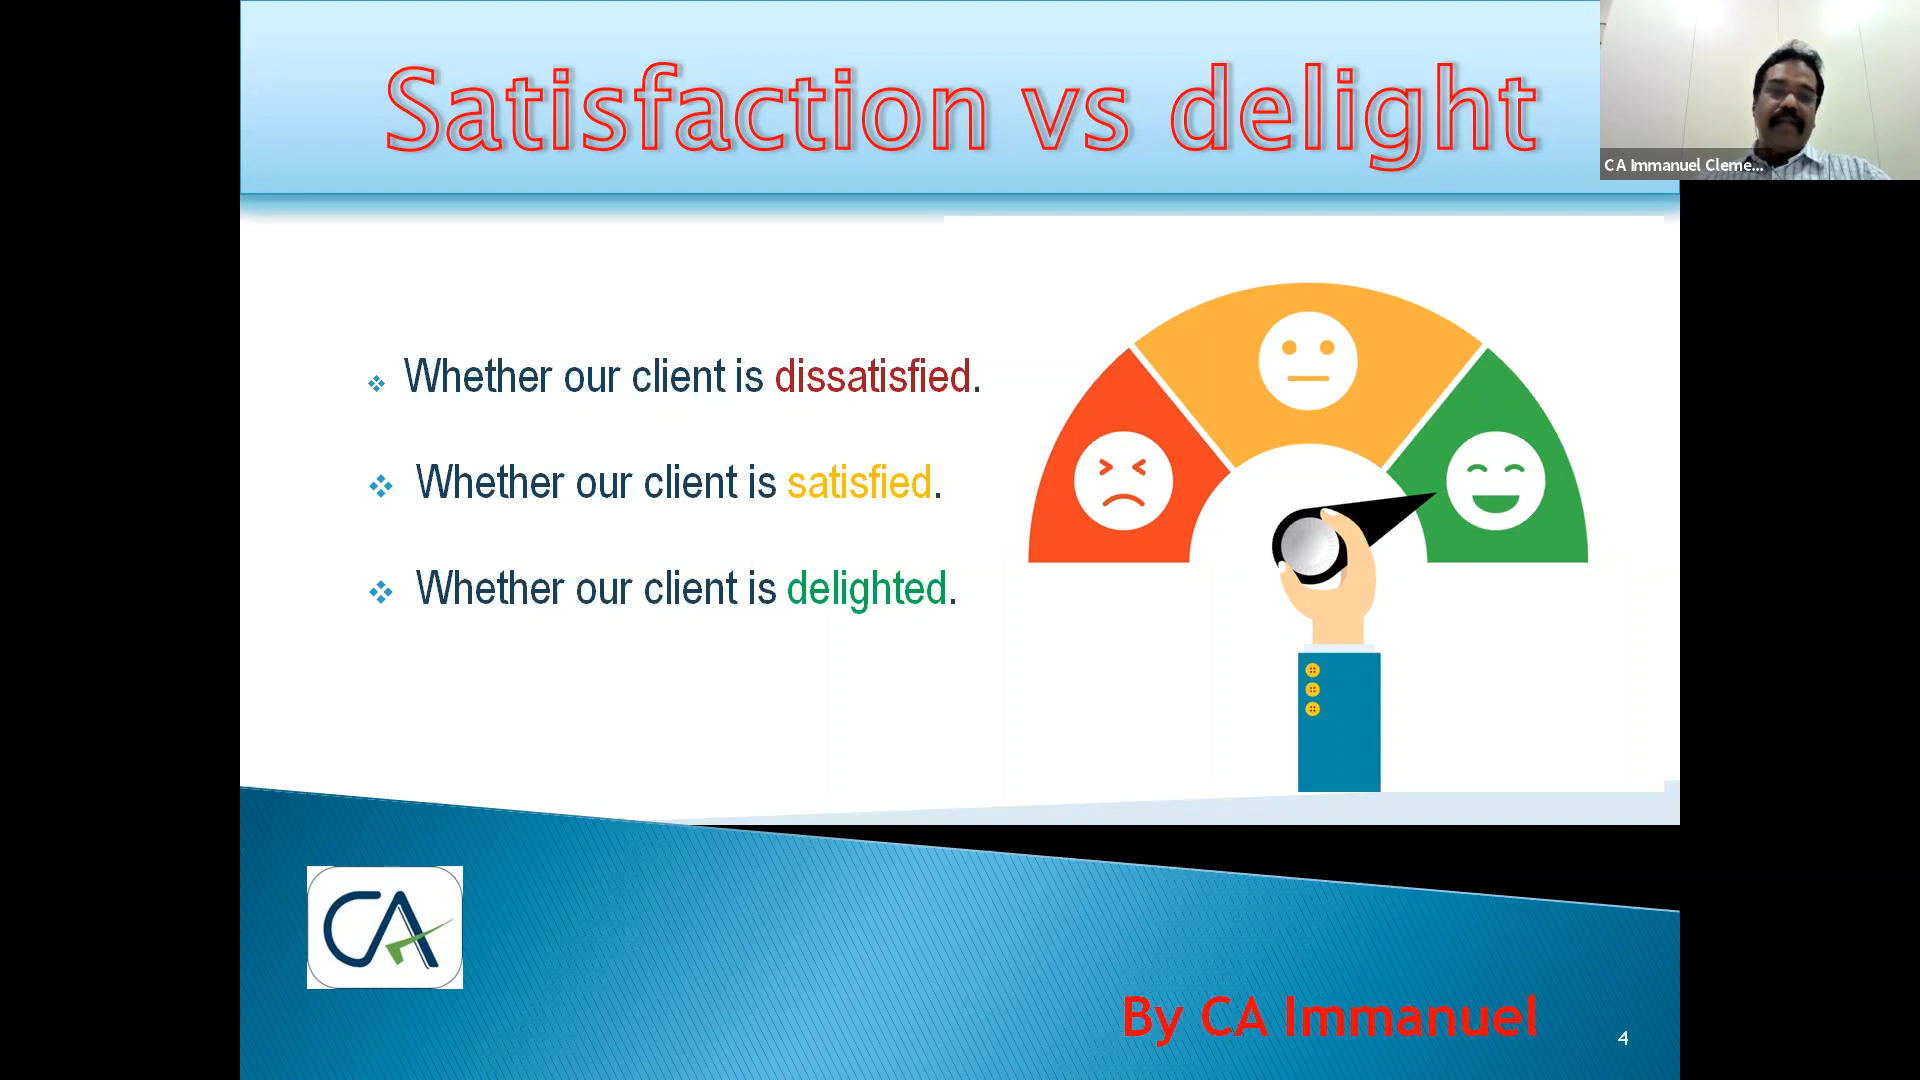 Satisfaction vs delight
CA Immanuel Cleme...
Whether our client is dissatisfied.
Whether our client is satisfied.
Whether our client is delighted.
CA
By CA Immanuel
4